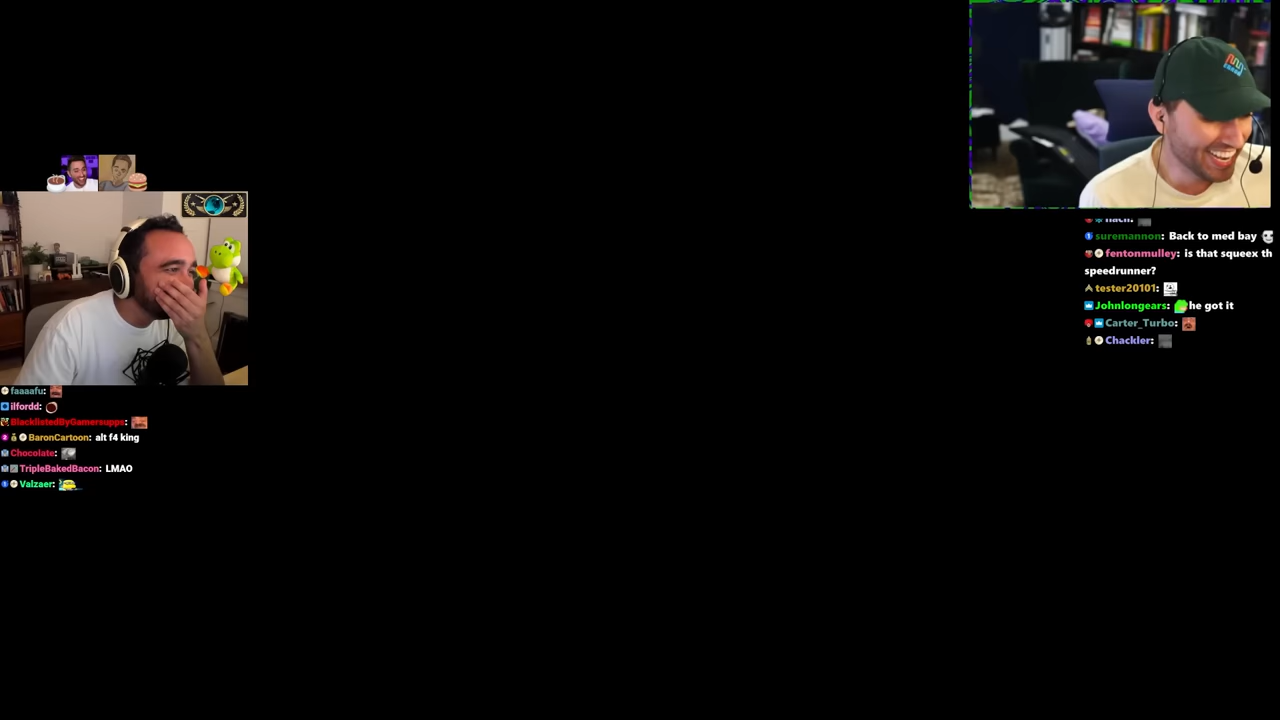 faaaafu:
ilfordd:
BlacklistedByGamersupps:
BaronCartoon: alt f4 king
Chocolate:
TripleBakedBacon: LMAO
Valzaer:
suremannon: Back to med bay
fentonmulley: is that squeex th
speedrunner?
tester20101:
Johnlongears: he got it
Carter_Turbo:
Chackler: